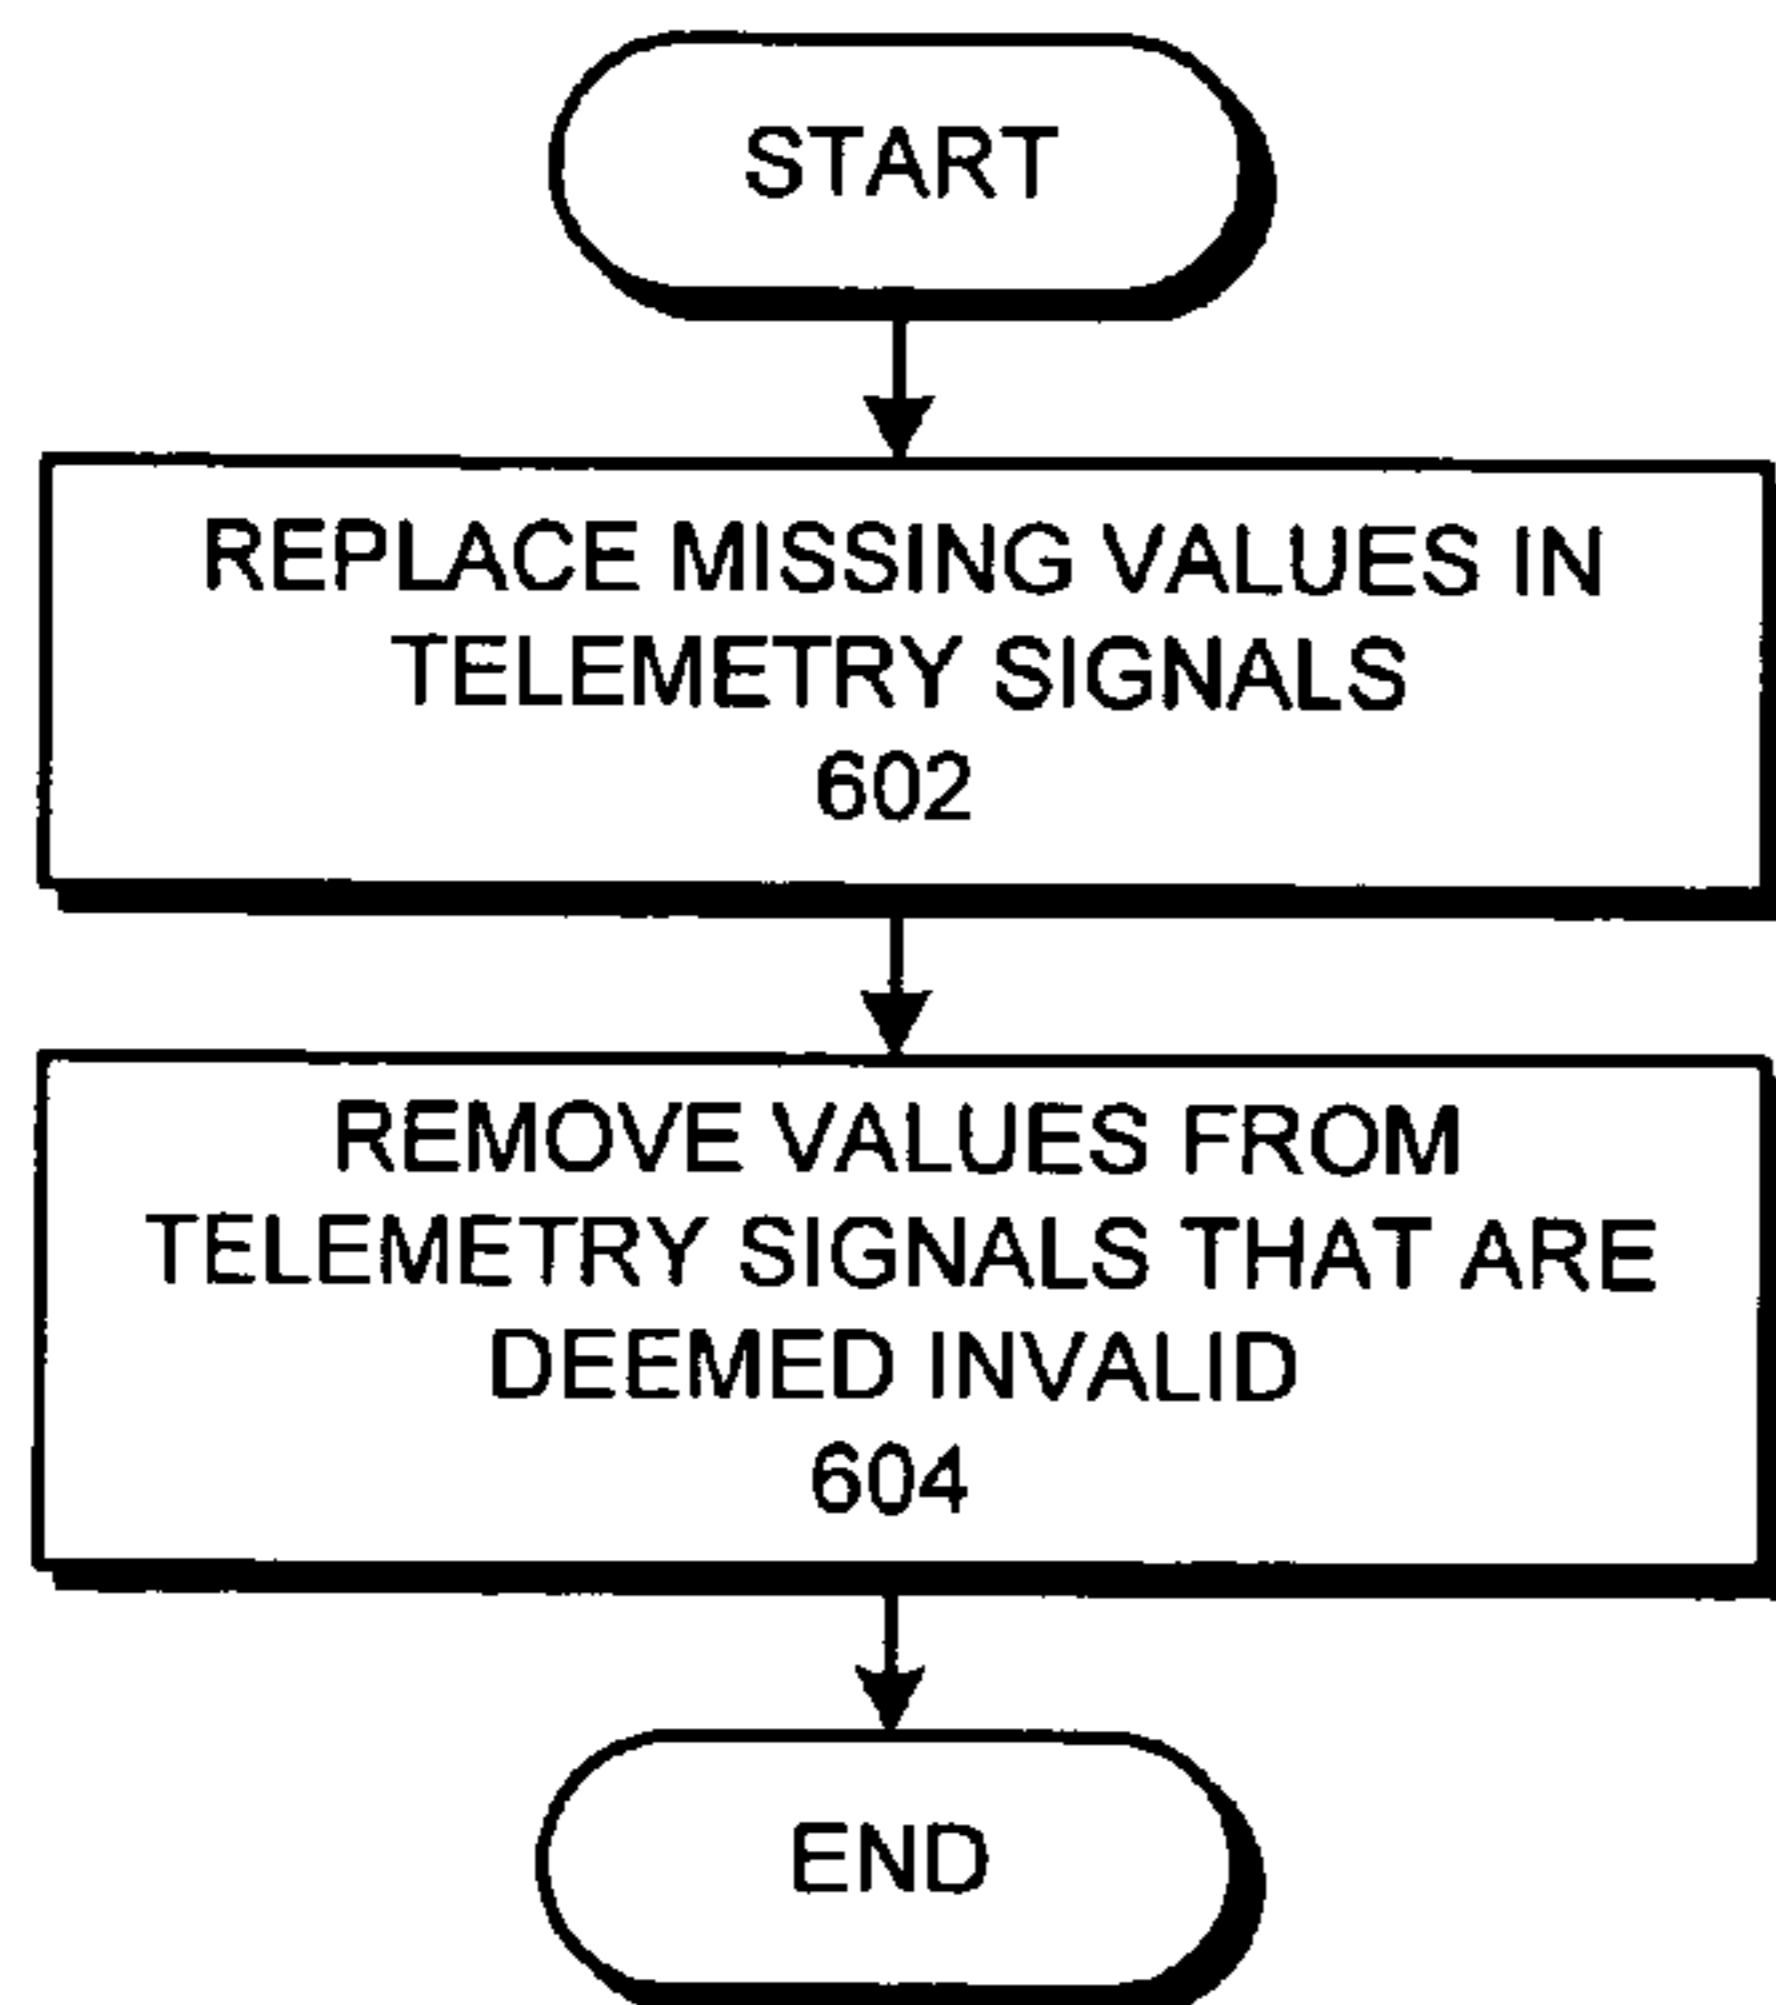 START
REPLACE MISSING VALUES IN
TELEMETRY SIGNALS
602
REMOVE VALUES FROM
TELEMETRY SIGNALS THAT ARE
DEEMED INVALID
604
END